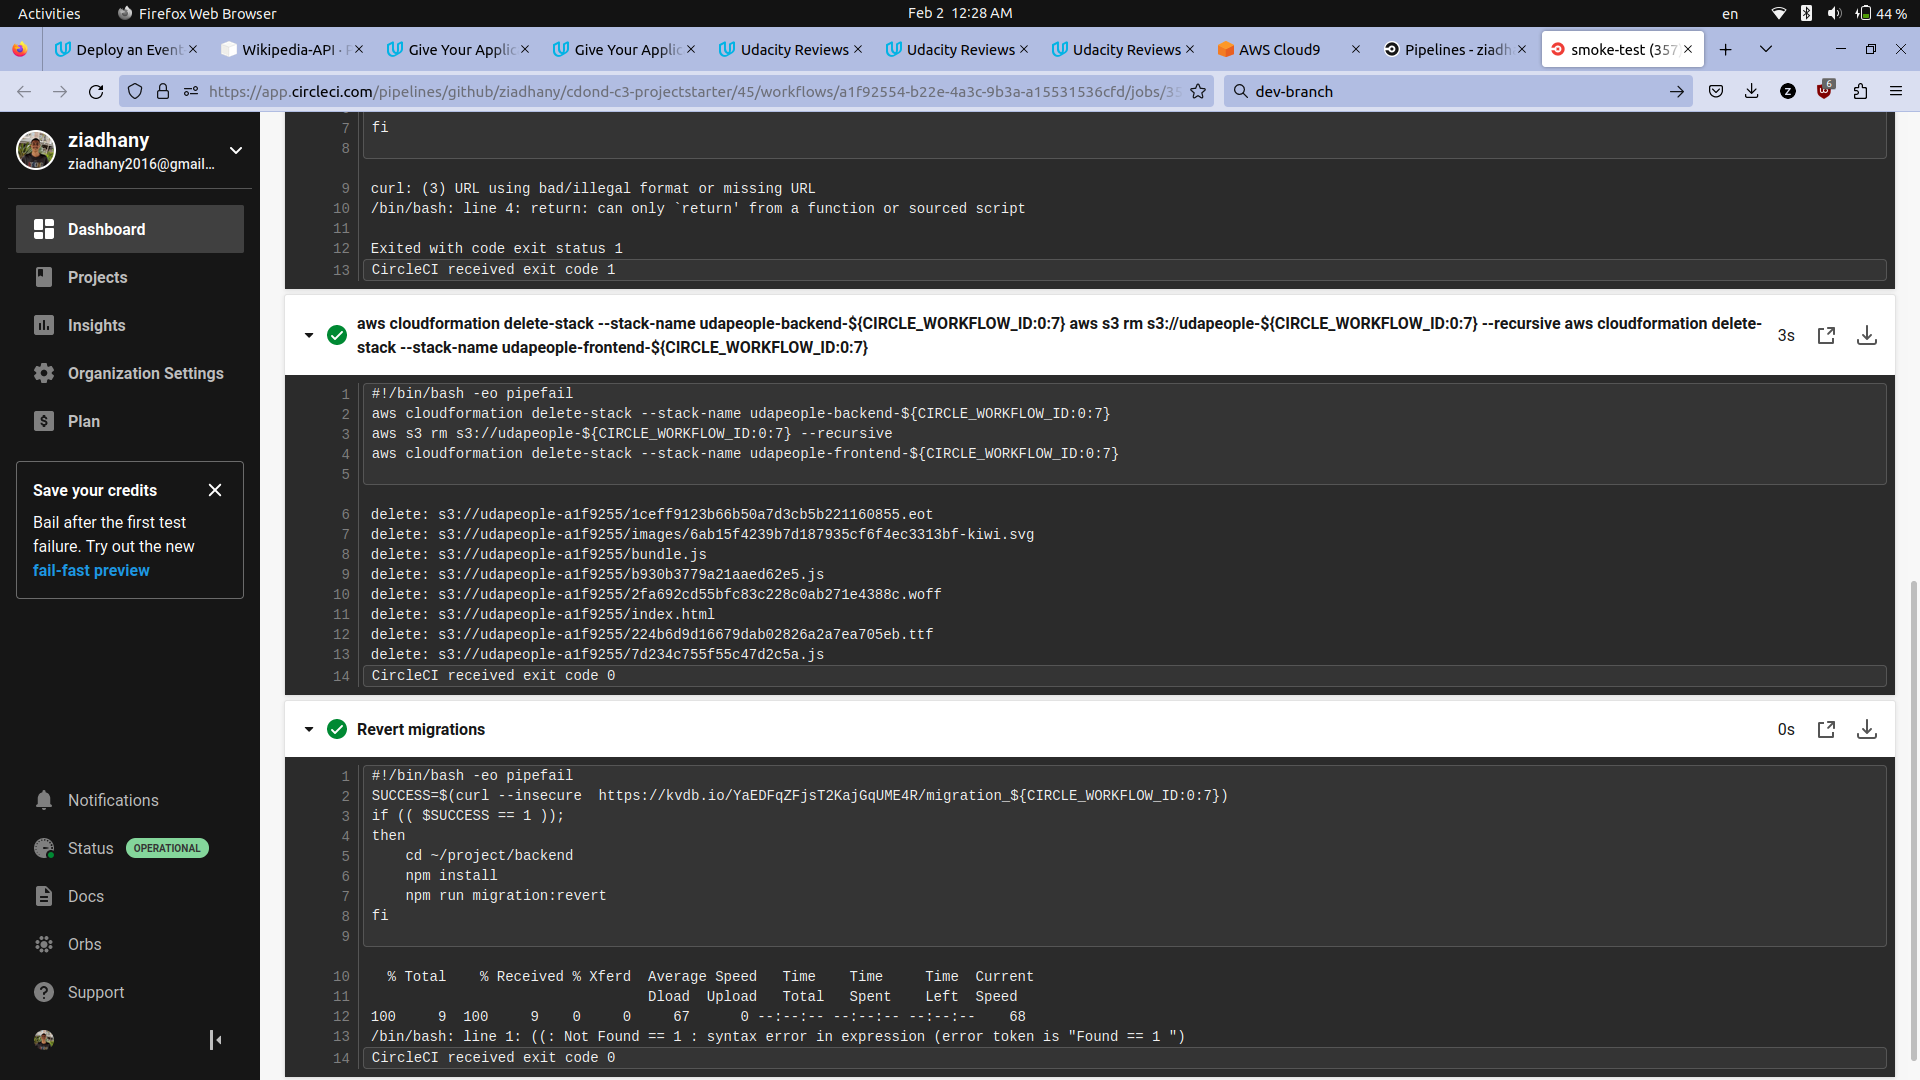 Activities
Firefox Web Browser
Feb 2 12:28 AM
en
44 %
Deploy an Event
Wikipedia-API · P
Give Your Applic
Give Your Applic
Udacity Reviews
Udacity Reviews
Udacity Reviews
AWS Cloud9
Pipelines - ziadh
smoke-test (357
https://app.circleci.com/pipelines/github/ziadhany/cdond-c3-projectstarter/45/workflows/a1f92554-b22e-4a3c-9b3a-a15531536cfd/jobs/35
dev-branch
6
ziadhany
ziadhany2016@gmail...
Dashboard
Projects
Insights
Organization Settings
Plan
Save your credits
Bail after the first test
failure. Try out the new
fail-fast preview
Notifications
Status OPERATIONAL
Docs
Orbs
Support
7 fi
8
9 curl: (3) URL using bad/illegal format or missing URL
10 /bin/bash: line 4: return: can only `return' from a function or sourced script
11
12 Exited with code exit status 1
13 CircleCI received exit code 1
aws cloudformation delete-stack --stack-name udapeople-backend-${CIRCLE_WORKFLOW_ID:0:7} aws s3 rm s3://udapeople-${CIRCLE_WORKFLOW_ID:0:7} --recursive aws cloudformation delete-
stack --stack-name udapeople-frontend-${CIRCLE_WORKFLOW_ID:0:7}
3s
1 #!/bin/bash -eo pipefail
2 aws cloudformation delete-stack --stack-name udapeople-backend-${CIRCLE_WORKFLOW_ID:0:7}
3 aws s3 rm s3://udapeople-${CIRCLE_WORKFLOW_ID:0:7} --recursive
4 aws cloudformation delete-stack --stack-name udapeople-frontend-${CIRCLE_WORKFLOW_ID:0:7}
5
6 delete: s3://udapeople-a1f9255/1ceff9123b66b50a7d3cb5b221160855.eot
7 delete: s3://udapeople-a1f9255/images/6ab15f4239b7d187935cf6f4ec3313bf-kiwi.svg
8 delete: s3://udapeople-a1f9255/bundle.js
9 delete: s3://udapeople-a1f9255/b930b3779a21aaed62e5.js
10 delete: s3://udapeople-a1f9255/2fa692cd55bfc83c228c0ab271e4388c.woff
11 delete: s3://udapeople-a1f9255/index.html
12 delete: s3://udapeople-a1f9255/224b6d9d16679dab02826a2a7ea705eb.ttf
13 delete: s3://udapeople-a1f9255/7d234c755f55c47d2c5a.js
14 CircleCI received exit code 0
Revert migrations
0s
1 #!/bin/bash -eo pipefail
2 SUCCESS=$(curl --insecure  https://kvdb.io/YaEDFqZFjsT2KajGqUME4R/migration_${CIRCLE_WORKFLOW_ID:0:7})
3 if (( $SUCCESS == 1 ));
4 then
5     cd ~/project/backend
6     npm install
7     npm run migration:revert
8 fi
9
10   % Total    % Received % Xferd  Average Speed   Time    Time     Time  Current
11                                  Dload  Upload   Total   Spent    Left  Speed
12 100     9  100     9    0     0     67      0 --:--:-- --:--:-- --:--:--    68
13 /bin/bash: line 1: ((: Not Found == 1 : syntax error in expression (error token is "Found == 1 ")
14 CircleCI received exit code 0